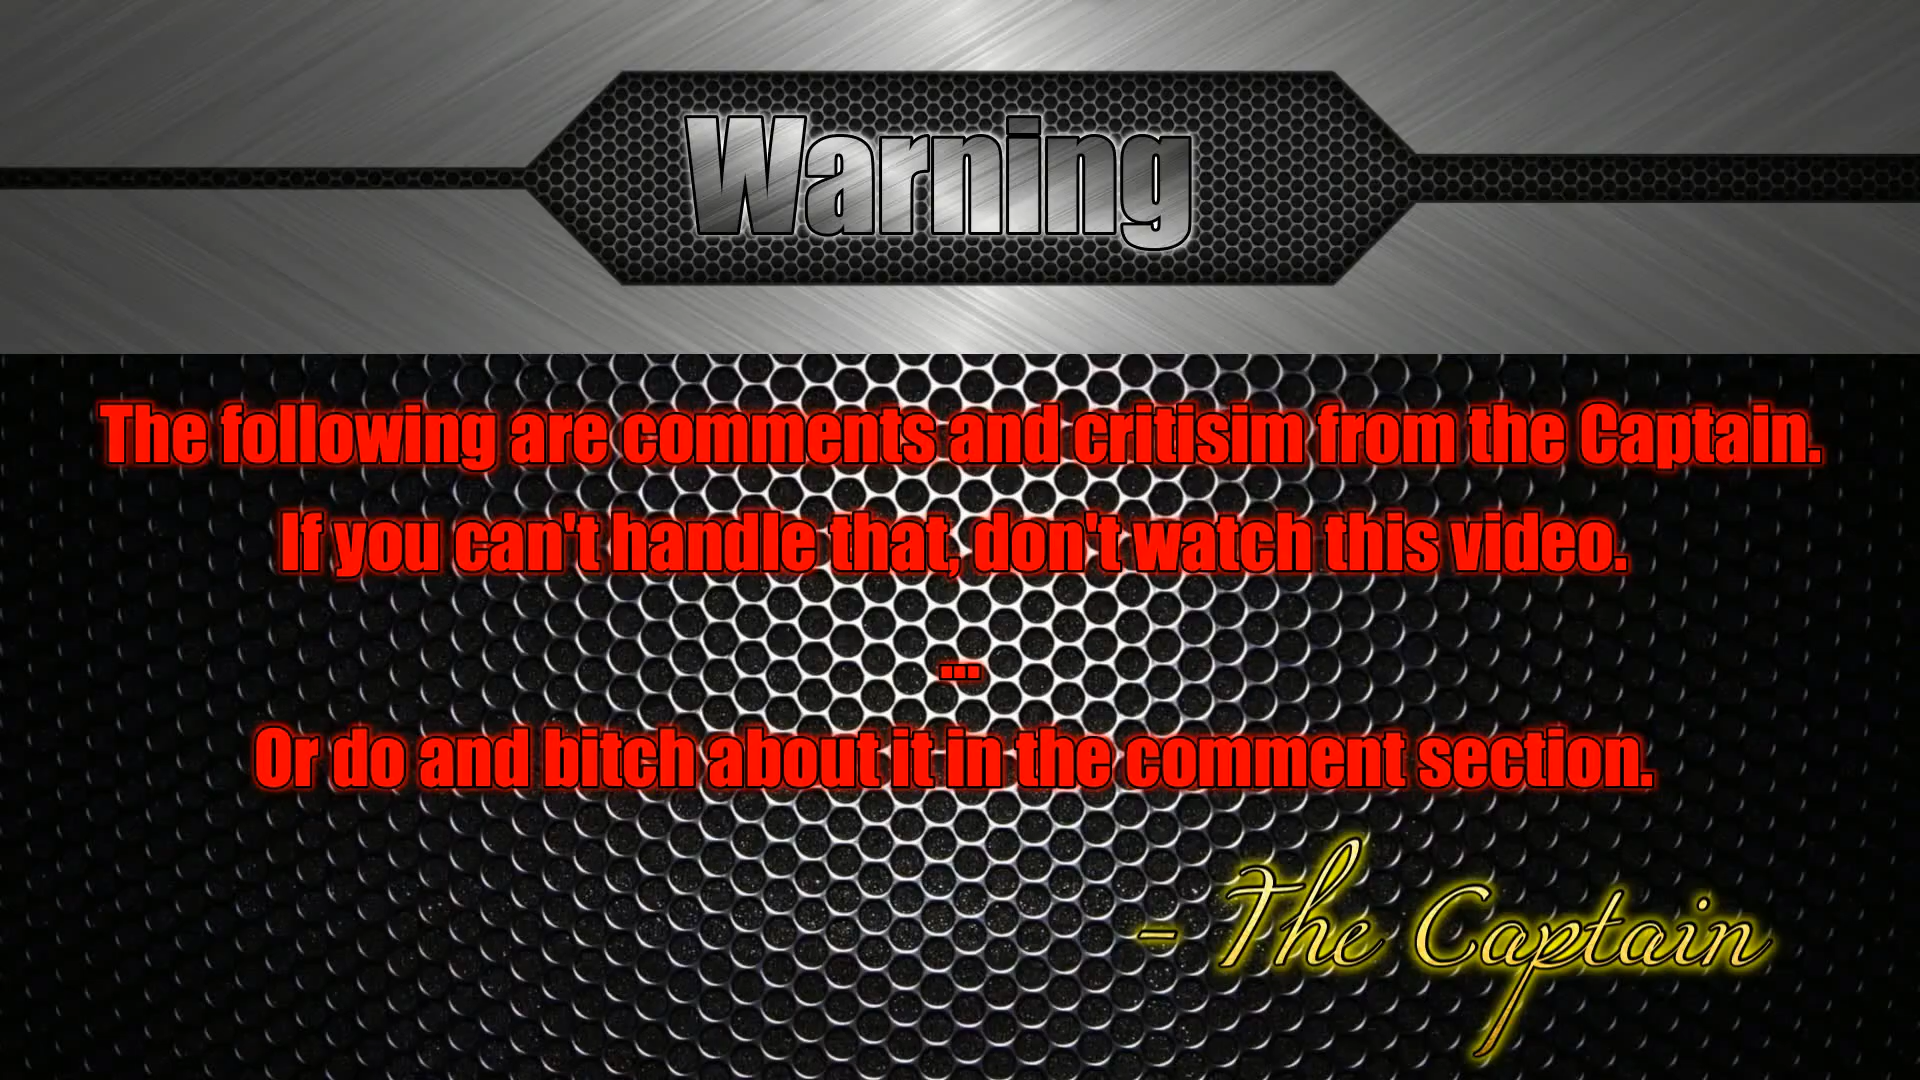 Warning
The following are comments and critisim from the Captain.
If you can't handle that, don't watch this video.
...
Or do and bitch about it in the comment section.
- The Captain